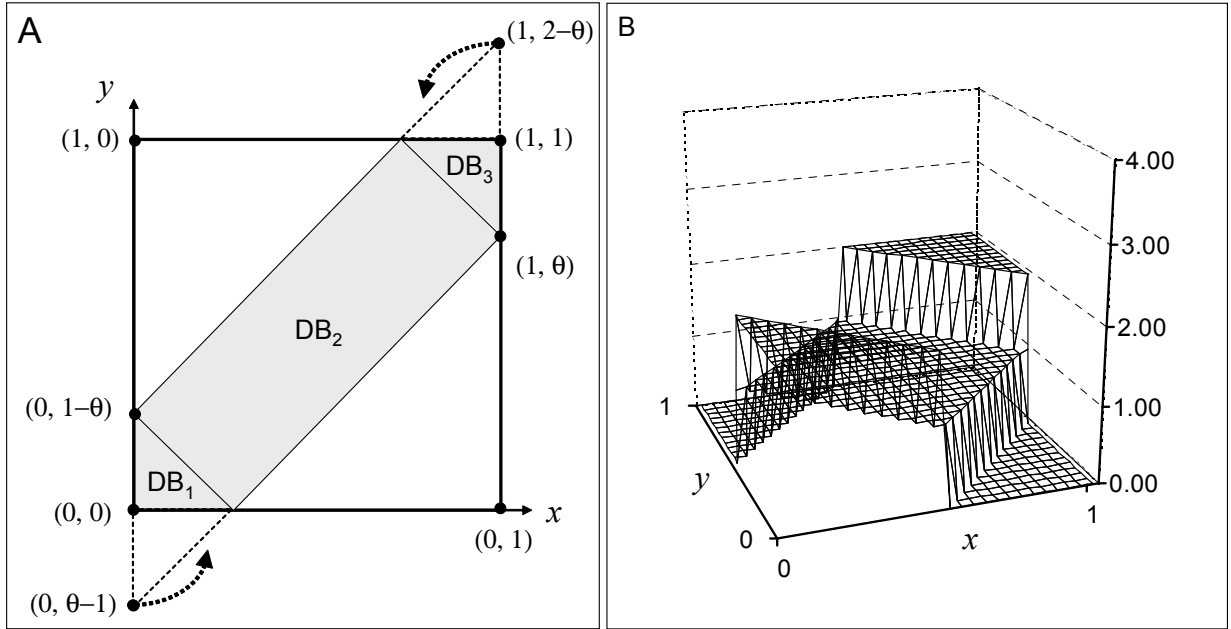 A
(1, 2−θ)
y
(1, 0)
(1, 1)
DB3
(1, θ)
DB2
(0, 1−θ)
DB1
(0, 0)
x
(0, 1)
(0, θ−1)
B
4.00
3.00
2.00
1.00
0.00
1
y
0
0
x
1